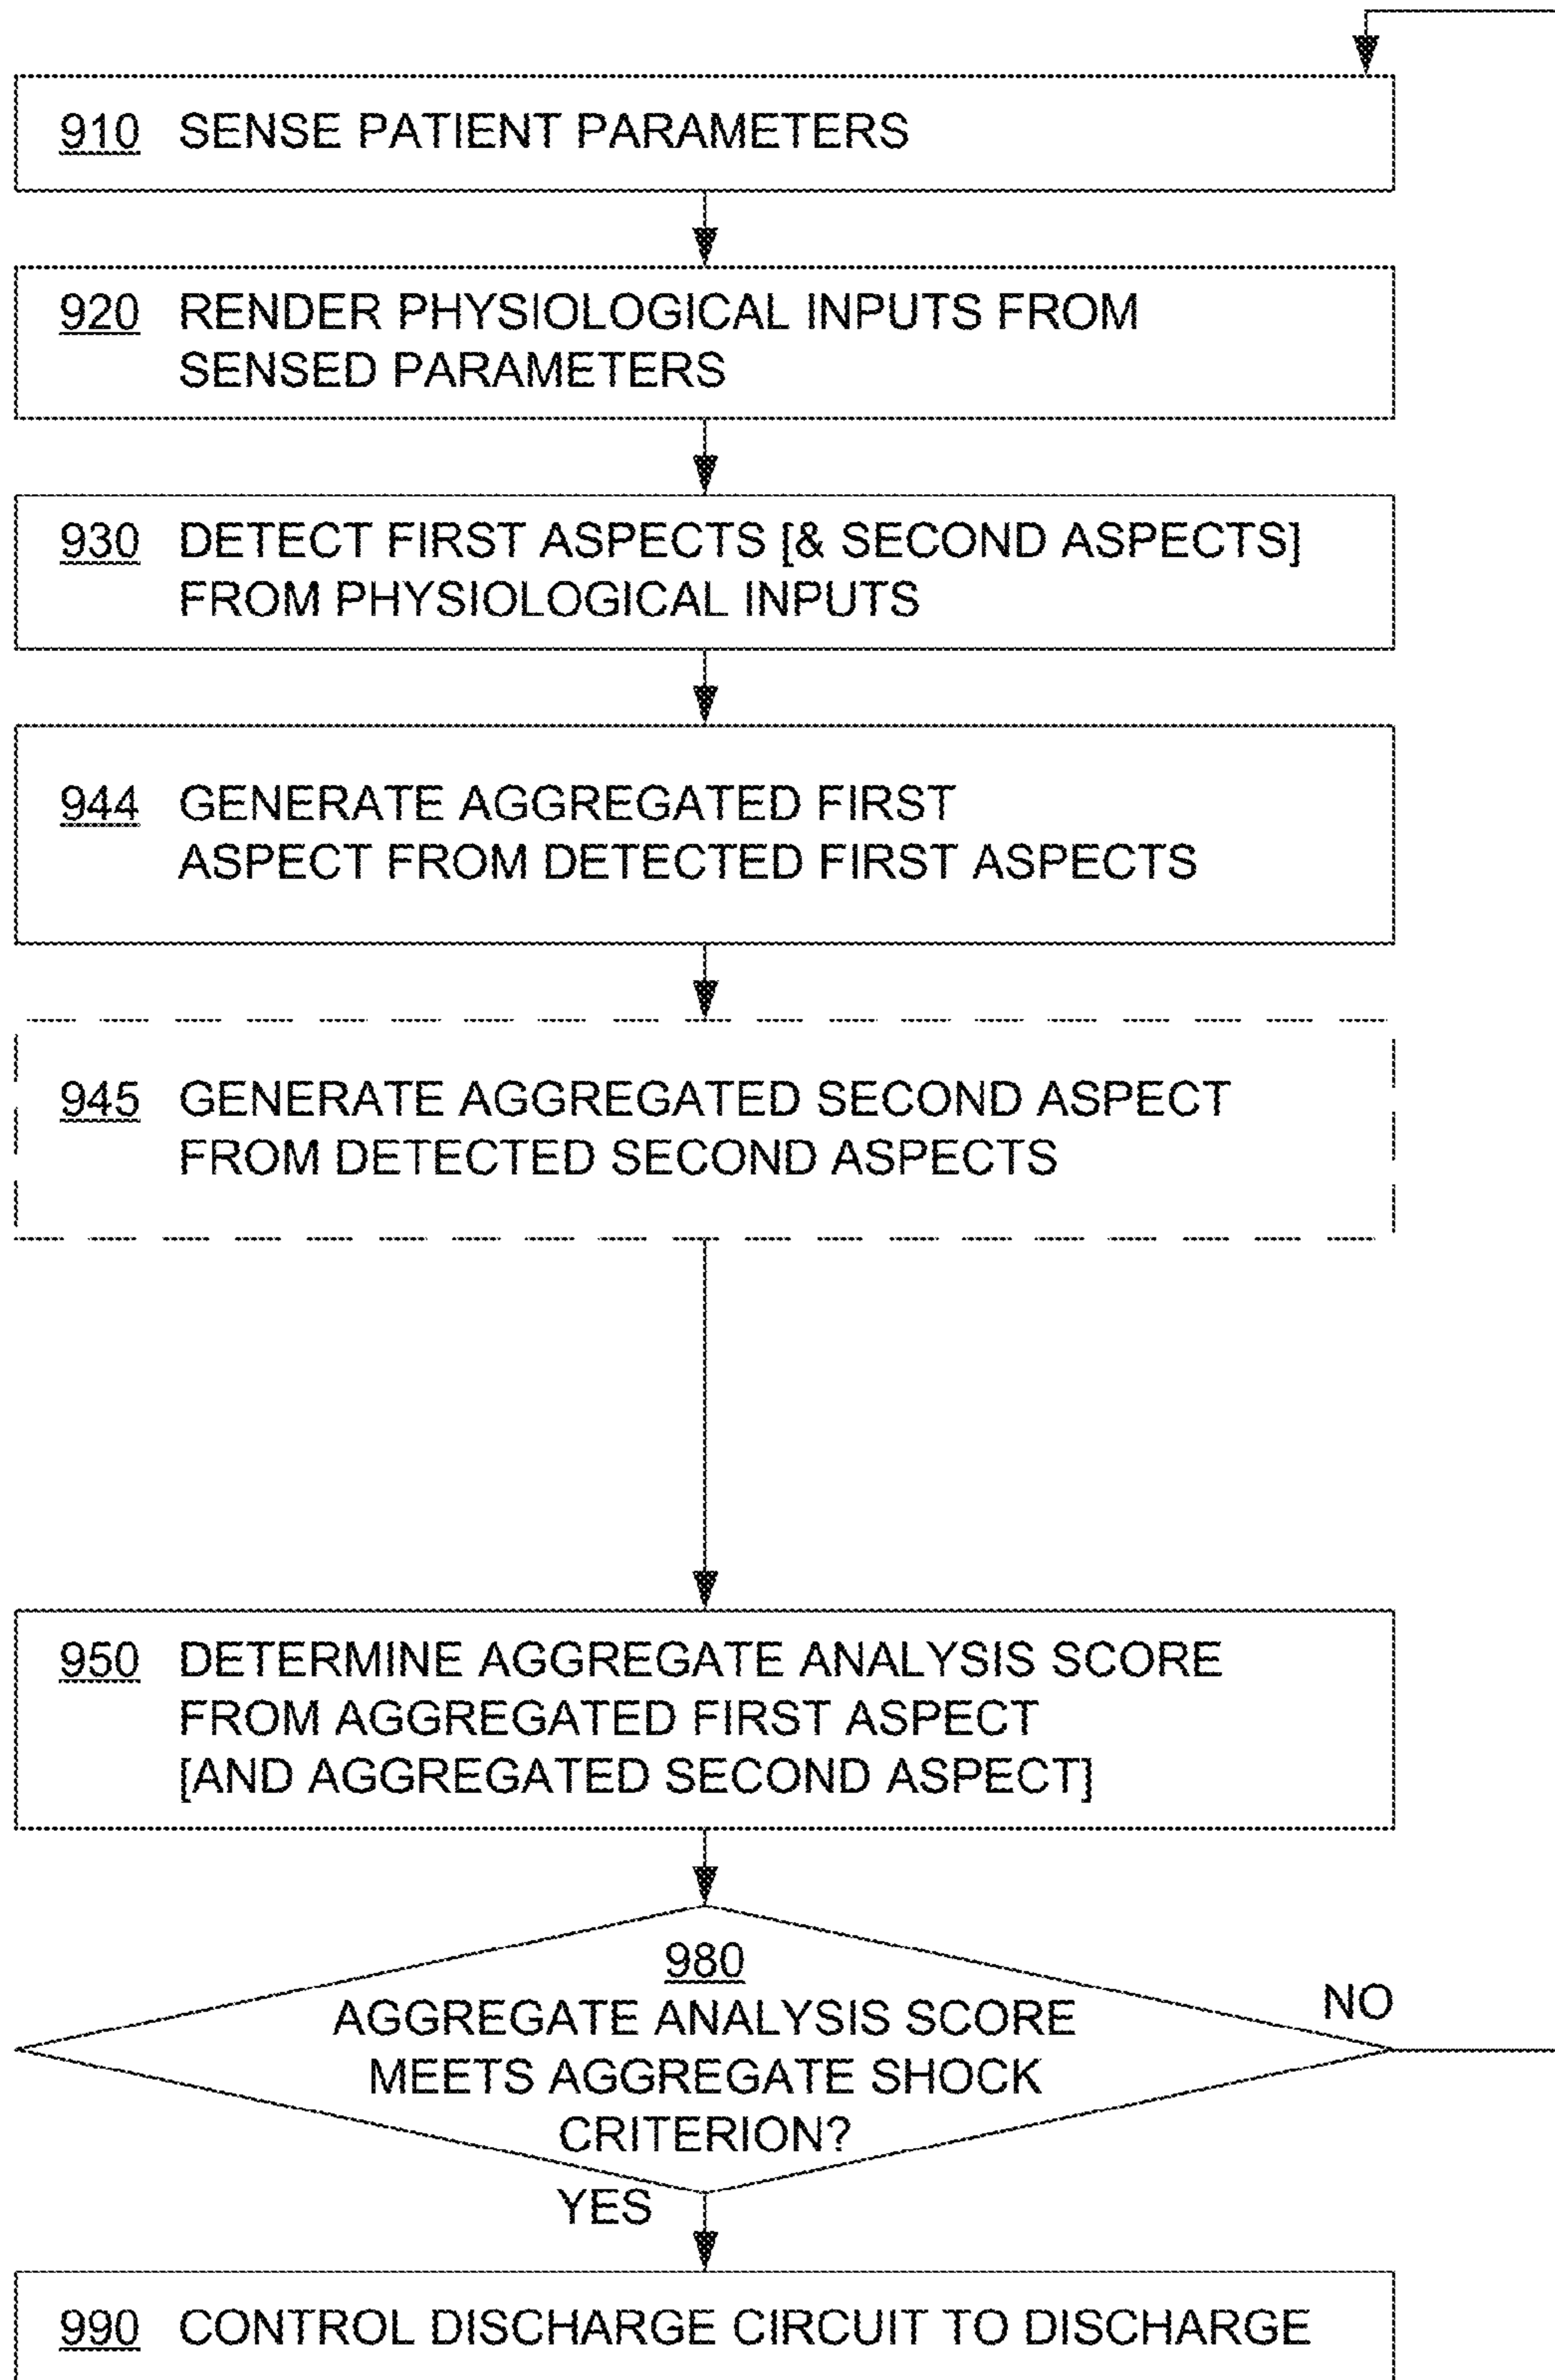 910 SENSE PATIENT PARAMETERS
920 RENDER PHYSIOLOGICAL INPUTS FROM
SENSED PARAMETERS
930 DETECT FIRST ASPECTS [& SECOND ASPECTS]
FROM PHYSIOLOGICAL INPUTS
944 GENERATE AGGREGATED FIRST
ASPECT FROM DETECTED FIRST ASPECTS
945 GENERATE AGGREGATED SECOND ASPECT
FROM DETECTED SECOND ASPECTS
950 DETERMINE AGGREGATE ANALYSIS SCORE
FROM AGGREGATED FIRST ASPECT
[AND AGGREGATED SECOND ASPECT]
980
AGGREGATE ANALYSIS SCORE
MEETS AGGREGATE SHOCK
CRITERION?
NO
YES
990 CONTROL DISCHARGE CIRCUIT TO DISCHARGE